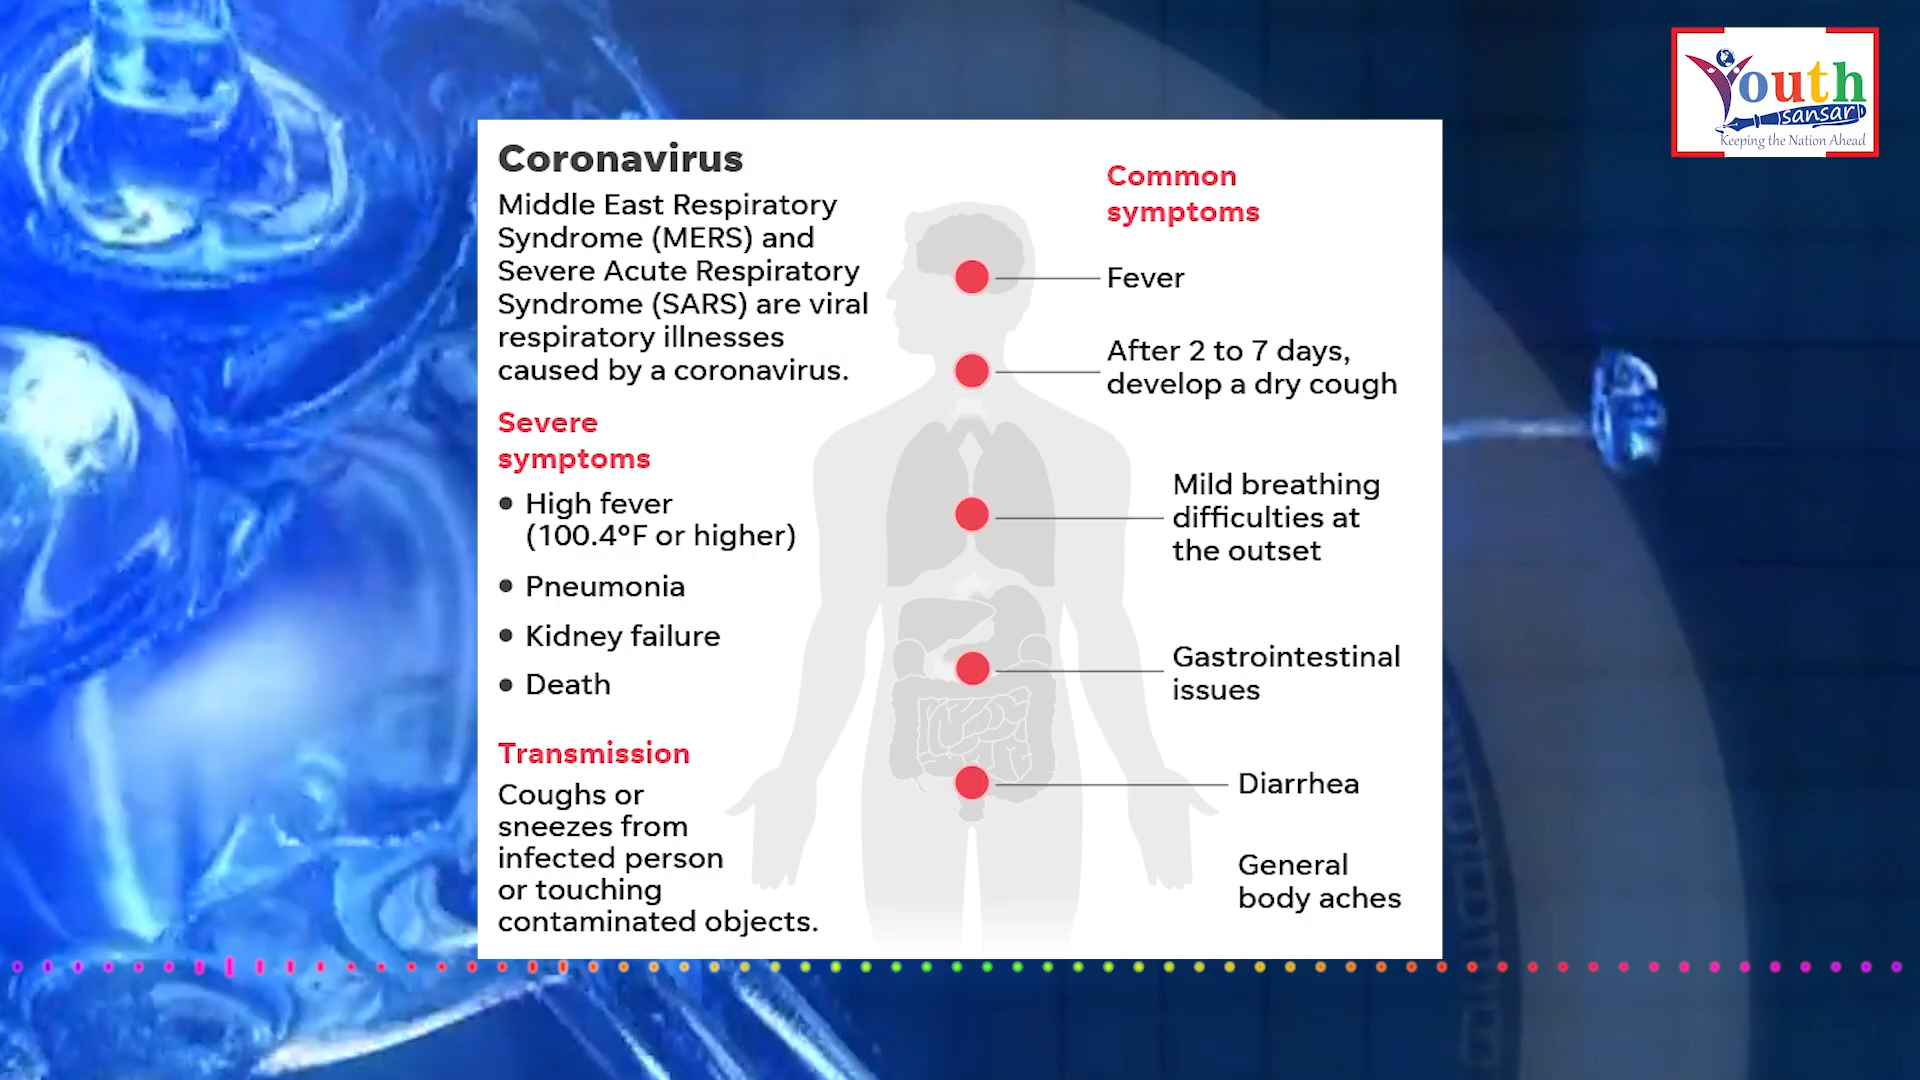 Youth
sansar
Keeping the Nation Ahead
Coronavirus
Middle East Respiratory
Syndrome (MERS) and
Severe Acute Respiratory
Syndrome (SARS) are viral
respiratory illnesses
caused by a coronavirus.
Severe
symptoms
• High fever
(100.4ºF or higher)
• Pneumonia
• Kidney failure
• Death
Transmission
Coughs or
sneezes from
infected person
or touching
contaminated objects.
Common
symptoms
Fever
After 2 to 7 days,
develop a dry cough
Mild breathing
difficulties at
the outset
Gastrointestinal
issues
Diarrhea
General
body aches